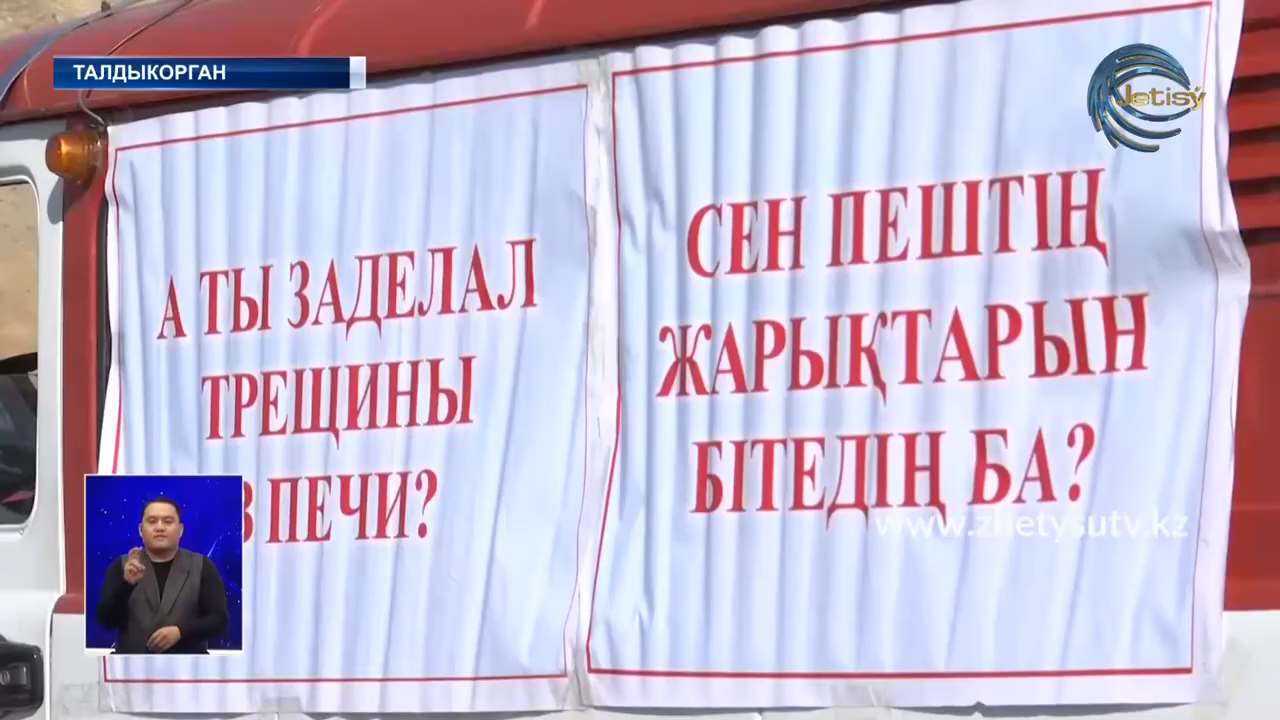 ТАЛДЫКОРГАН
Jetisý
А ТЫ ЗАДЕЛАЛ
ТРЕЩИНЫ
В ПЕЧИ?
СЕН ПЕШТІҢ
ЖАРЫҚТАРЫН
БІТЕДІҢ БА?
www.zhetysutv.kz